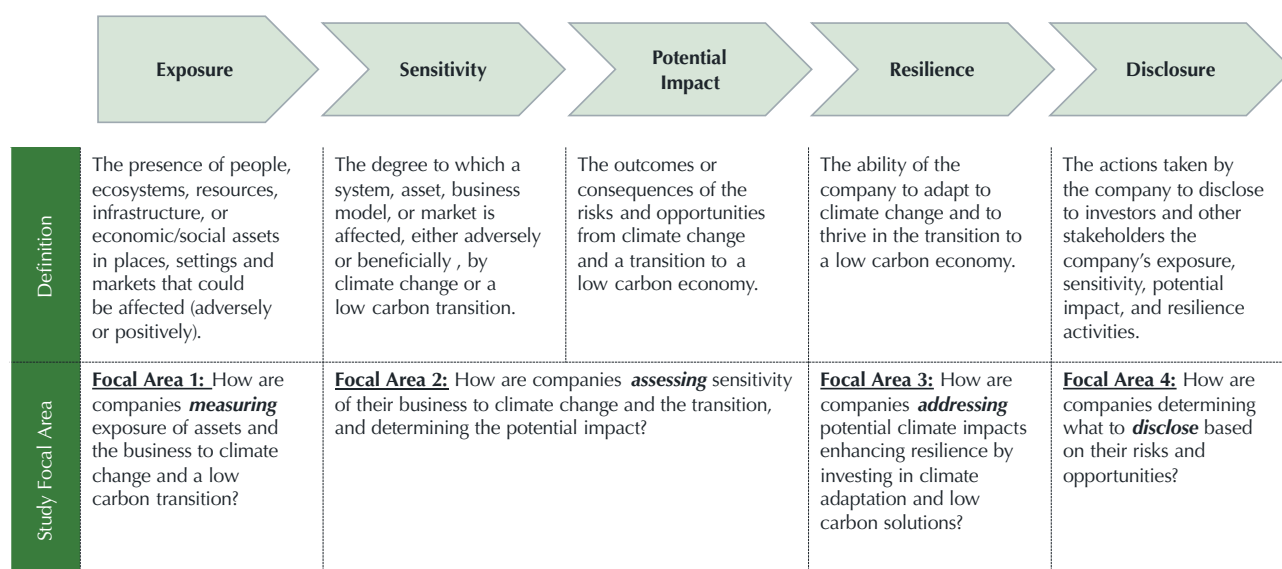 Exposure
Sensitivity
Potential
Impact
Resilience
Disclosure
Definition
The presence of people,
ecosystems, resources,
infrastructure, or
economic/social assets
in places, settings and
markets that could
be affected (adversely
or positively).
The degree to which a
system, asset, business
model, or market is
affected, either adversely
or beneficially , by
climate change or a
low carbon transition.
The outcomes or
consequences of the
risks and opportunities
from climate change
and a transition to a
low carbon economy.
The ability of the
company to adapt to
climate change and to
thrive in the transition to
a low carbon economy.
The actions taken by
the company to disclose
to investors and other
stakeholders the
company’s exposure,
sensitivity, potential
impact, and resilience
activities.
Study Focal Area
Focal Area 1: How are
companies measuring
exposure of assets and
the business to climate
change and a low
carbon transition?
Focal Area 2: How are companies assessing sensitivity
of their business to climate change and the transition,
and determining the potential impact?
Focal Area 3: How are
companies addressing
potential climate impacts
enhancing resilience by
investing in climate
adaptation and low
carbon solutions?
Focal Area 4: How are
companies determining
what to disclose based
on their risks and
opportunities?